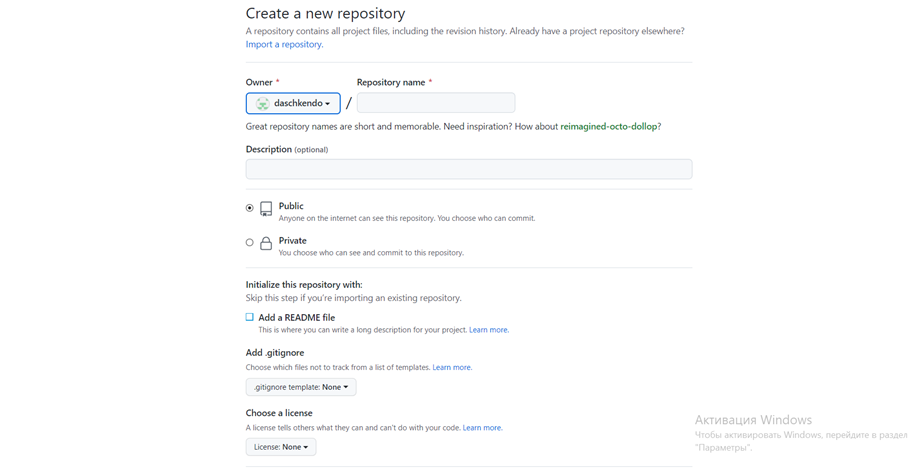 Create a new repository
A repository contains all project files, including the revision history. Already have a project repository elsewhere?
Import a repository.
Owner * Repository name *
daschkendo /
Great repository names are short and memorable. Need inspiration? How about reimagined-octo-dollop?
Description (optional)
Public
Anyone on the internet can see this repository. You choose who can commit.
Private
You choose who can see and commit to this repository.
Initialize this repository with:
Skip this step if you're importing an existing repository.
Add a README file
This is where you can write a long description for your project. Learn more.
Add .gitignore
Choose which files not to track from a list of templates. Learn more.
.gitignore template: None
Choose a license
A license tells others what they can and can't do with your code. Learn more.
License: None
Активация Windows
Чтобы активировать Windows, перейдите в раздел
"Параметры".